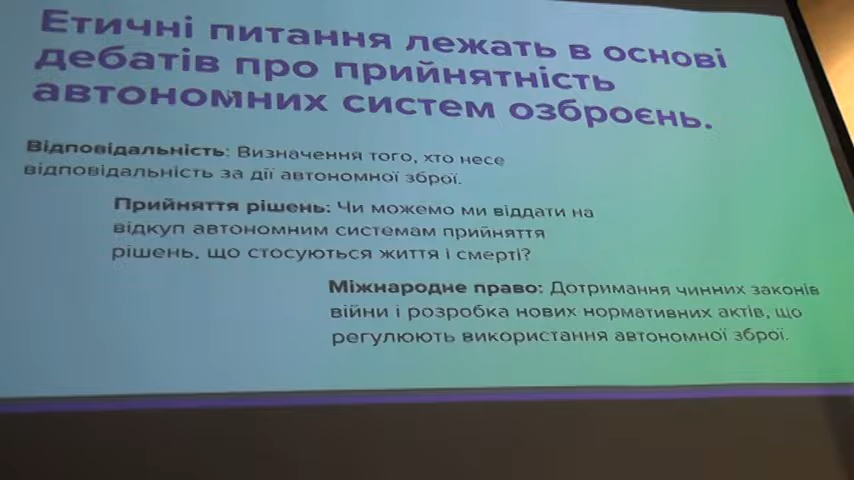 Етичні питання лежать в основі
дебатів про прийнятність
автономних систем озброєнь.
Відповідальність: Визначення того, хто несе
відповідальність за дії автономної зброї.
Прийняття рішень: Чи можемо ми віддати на
відкуп автономним системам прийняття
рішень, що стосуються життя і смерті?
Міжнародне право: Дотримання чинних законів
війни і розробка нових нормативних актів, що
регулюють використання автономної зброї.